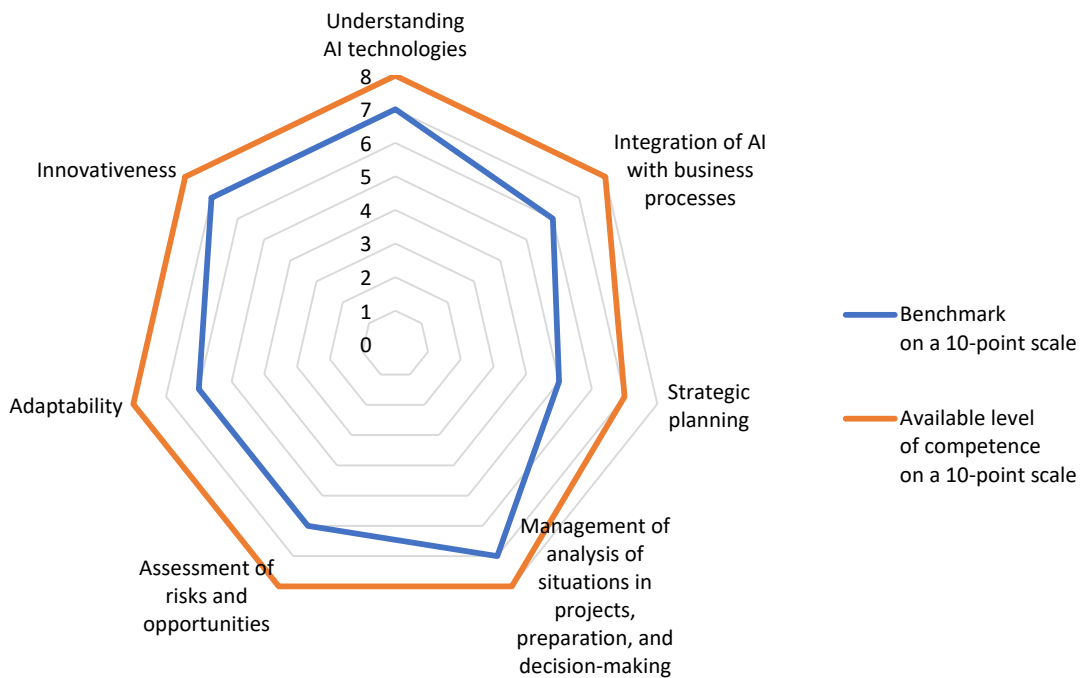 Understanding
AI technologies
8
7
6
5
4
3
2
1
0
Integration of AI
with business
processes
Strategic
planning
Management of
analysis of
situations in
projects,
preparation, and
decision-making
Assessment of
risks and
opportunities
Adaptability
Innovativeness
Benchmark
on a 10-point scale
Available level
of competence
on a 10-point scale